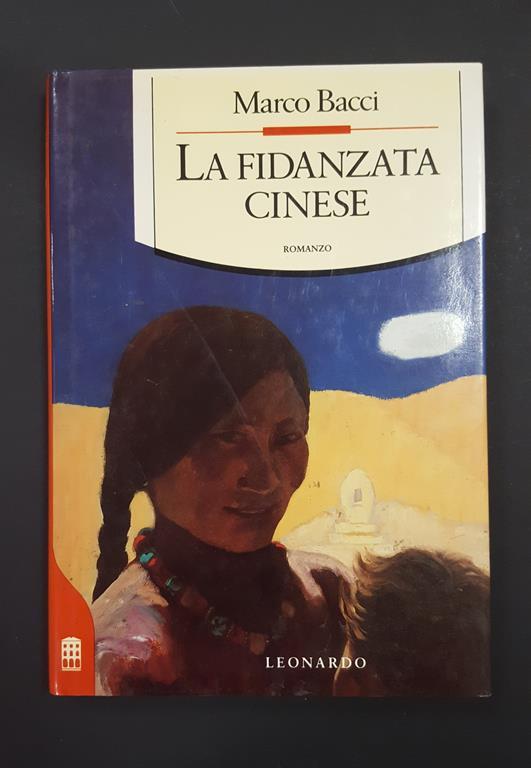 Marco Bacci
LA FIDANZATA
CINESE
ROMANZO
LEONARDO